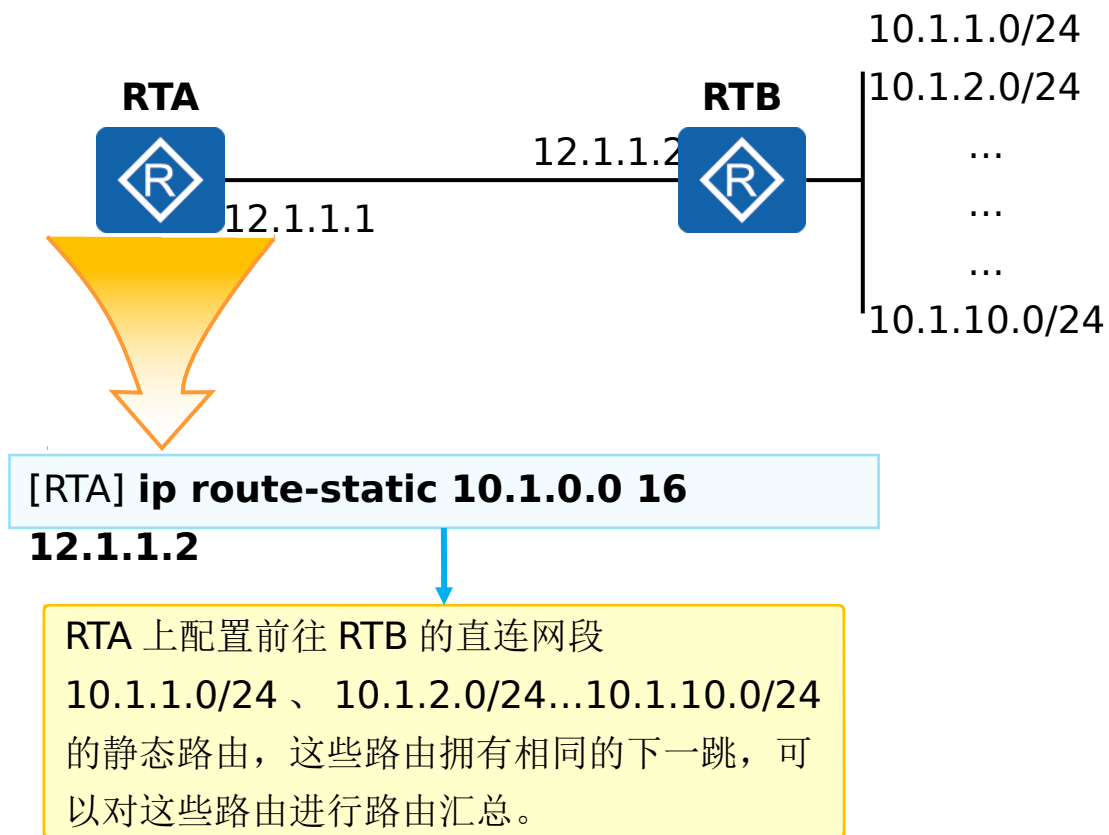 10.1.1.0/24
RTA
RTB
10.1.2.0/24
12.1.1.2
...
R
R
12.1.1.1
...
...
10.1.10.0/24
[RTA] ip route-static 10.1.0.0 16
12.1.1.2
RTA 上配置前往 RTB 的直连网段
10.1.1.0/24 、 10.1.2.0/24…10.1.10.0/24
的静态路由，这些路由拥有相同的下一跳，可
以对这些路由进行路由汇总。